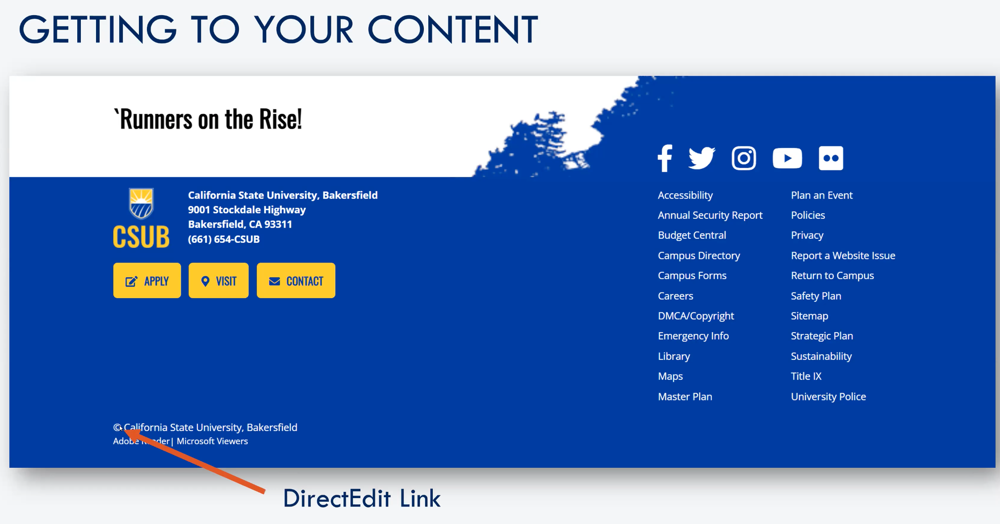 GETTING TO YOUR CONTENT
`Runners on the Rise!
CSUB
California State University, Bakersfield
9001 Stockdale Highway
Bakersfield, CA 93311
(661) 654-CSUB
APPLY
VISIT
CONTACT
Accessibility
Annual Security Report
Budget Central
Campus Directory
Campus Forms
Careers
DMCA/Copyright
Emergency Info
Library
Maps
Master Plan
Plan an Event
Policies
Privacy
Report a Website Issue
Return to Campus
Safety Plan
Sitemap
Strategic Plan
Sustainability
Title IX
University Police
© California State University, Bakersfield
Adobe Reader| Microsoft Viewers
DirectEdit Link